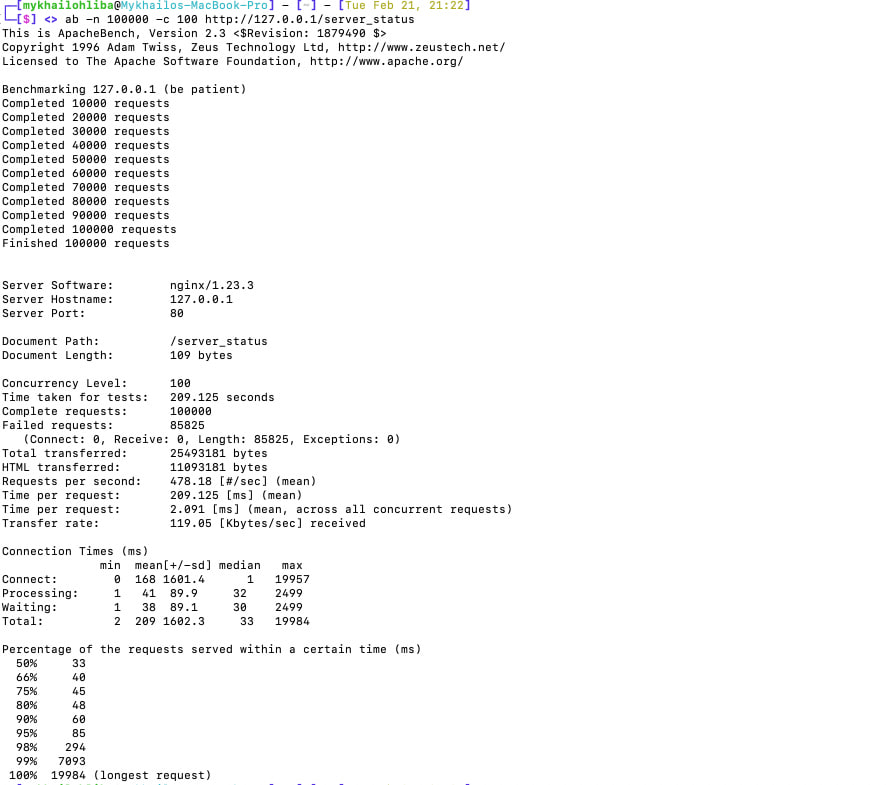 ┌─[mykhailohliba@Mykhailos-MacBook-Pro] - [~] - [Tue Feb 21, 21:22]
└─[$] <> ab -n 100000 -c 100 http://127.0.0.1/server_status
This is ApacheBench, Version 2.3 <$Revision: 1879490 $>
Copyright 1996 Adam Twiss, Zeus Technology Ltd, http://www.zeustech.net/
Licensed to The Apache Software Foundation, http://www.apache.org/

Benchmarking 127.0.0.1 (be patient)
Completed 10000 requests
Completed 20000 requests
Completed 30000 requests
Completed 40000 requests
Completed 50000 requests
Completed 60000 requests
Completed 70000 requests
Completed 80000 requests
Completed 90000 requests
Completed 100000 requests
Finished 100000 requests


Server Software:        nginx/1.23.3
Server Hostname:        127.0.0.1
Server Port:            80

Document Path:          /server_status
Document Length:        109 bytes

Concurrency Level:      100
Time taken for tests:   209.125 seconds
Complete requests:      100000
Failed requests:        85825
   (Connect: 0, Receive: 0, Length: 85825, Exceptions: 0)
Total transferred:      25493181 bytes
HTML transferred:       11093181 bytes
Requests per second:    478.18 [#/sec] (mean)
Time per request:       209.125 [ms] (mean)
Time per request:       2.091 [ms] (mean, across all concurrent requests)
Transfer rate:          119.05 [Kbytes/sec] received

Connection Times (ms)
              min  mean[+/-sd] median   max
Connect:        0  168 1601.4      1   19957
Processing:     1   41  89.9     32    2499
Waiting:        1   38  89.1     30    2499
Total:          2  209 1602.3     33   19984

Percentage of the requests served within a certain time (ms)
  50%     33
  66%     40
  75%     45
  80%     48
  90%     60
  95%     85
  98%    294
  99%   7093
 100%  19984 (longest request)